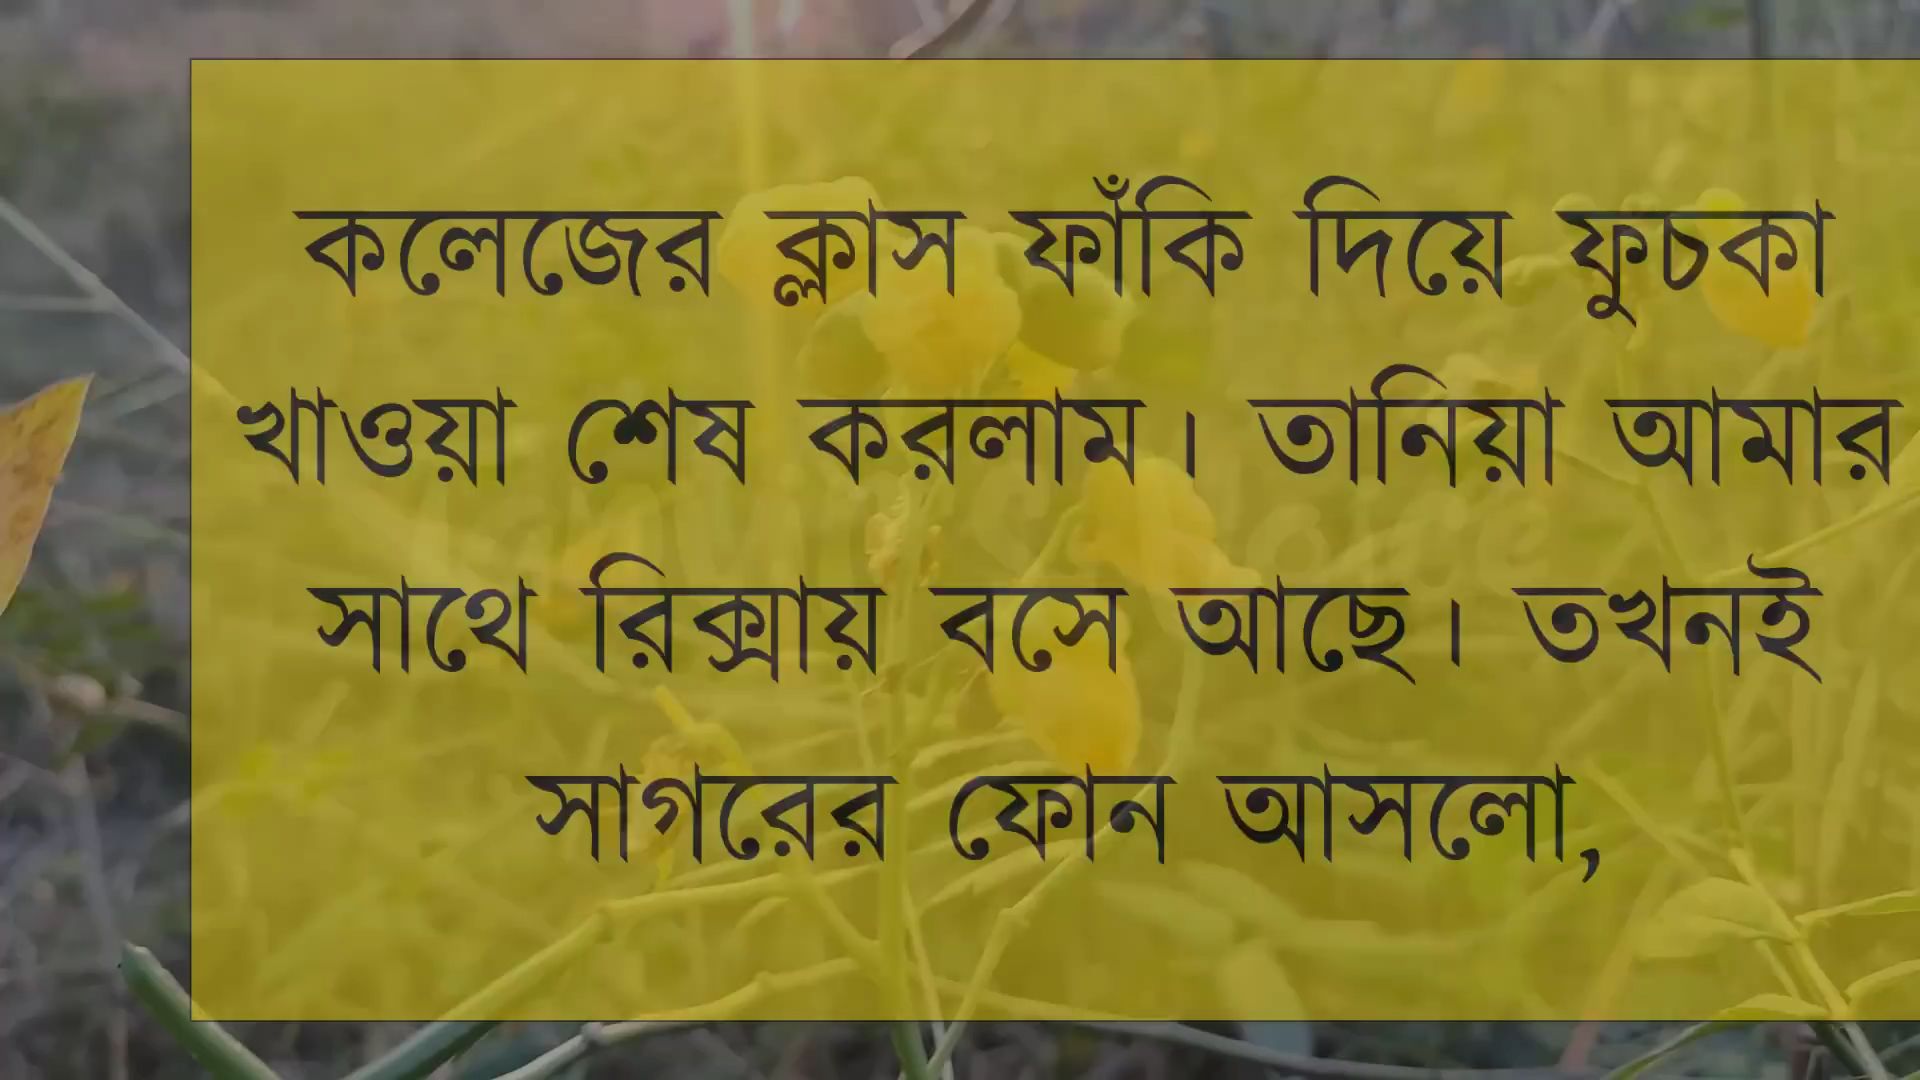 কলেজের ক্লাস ফাঁকি দিয়ে ফুচকা
খাওয়া শেষ করলাম। তানিয়া আমার
সাথে রিক্সায় বসে আছে। তখনই
সাগরের ফোন আসলো,